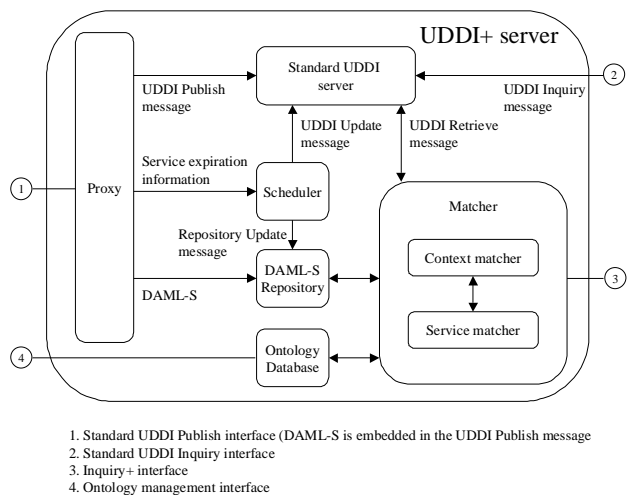 UDDI+ server
Standard UDDI
server
UDDI Publish
message
UDDI Inquiry
message
2
UDDI Update
message
UDDI Retrieve
message
Service expiration
information
1
Proxy
Scheduler
Matcher
Repository Update
message
Context matcher
DAML-S
Repository
DAML-S
3
Service matcher
4
Ontology
Database
1. Standard UDDI Publish interface (DAML-S is embedded in the UDDI Publish message
2. Standard UDDI Inquiry interface
3. Inquiry+ interface
4. Ontology management interface